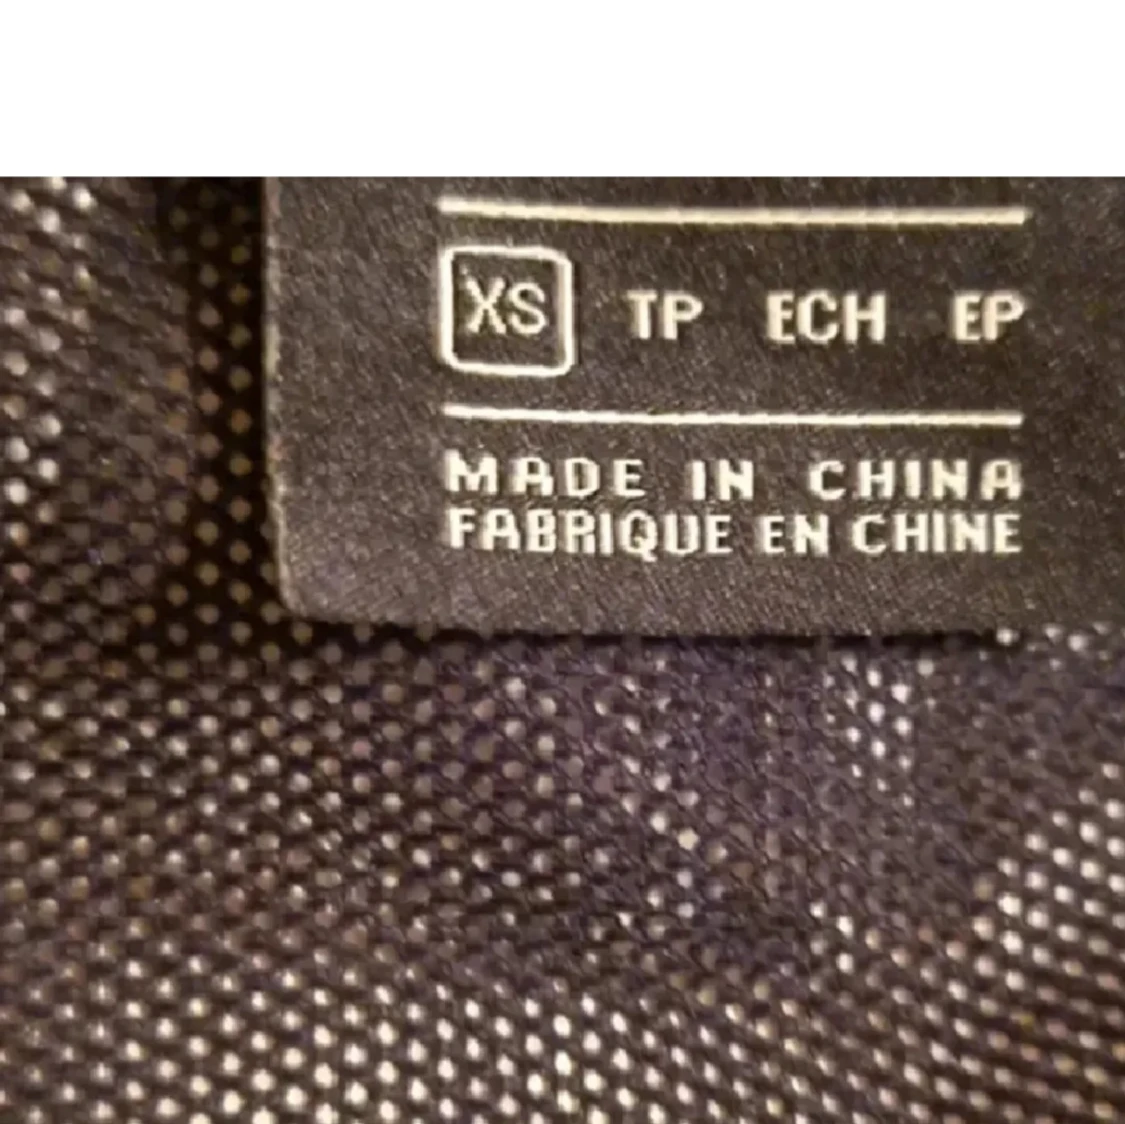 XS TP ECH EP
MADE IN CHINA
FABRIQUE EN CHINE